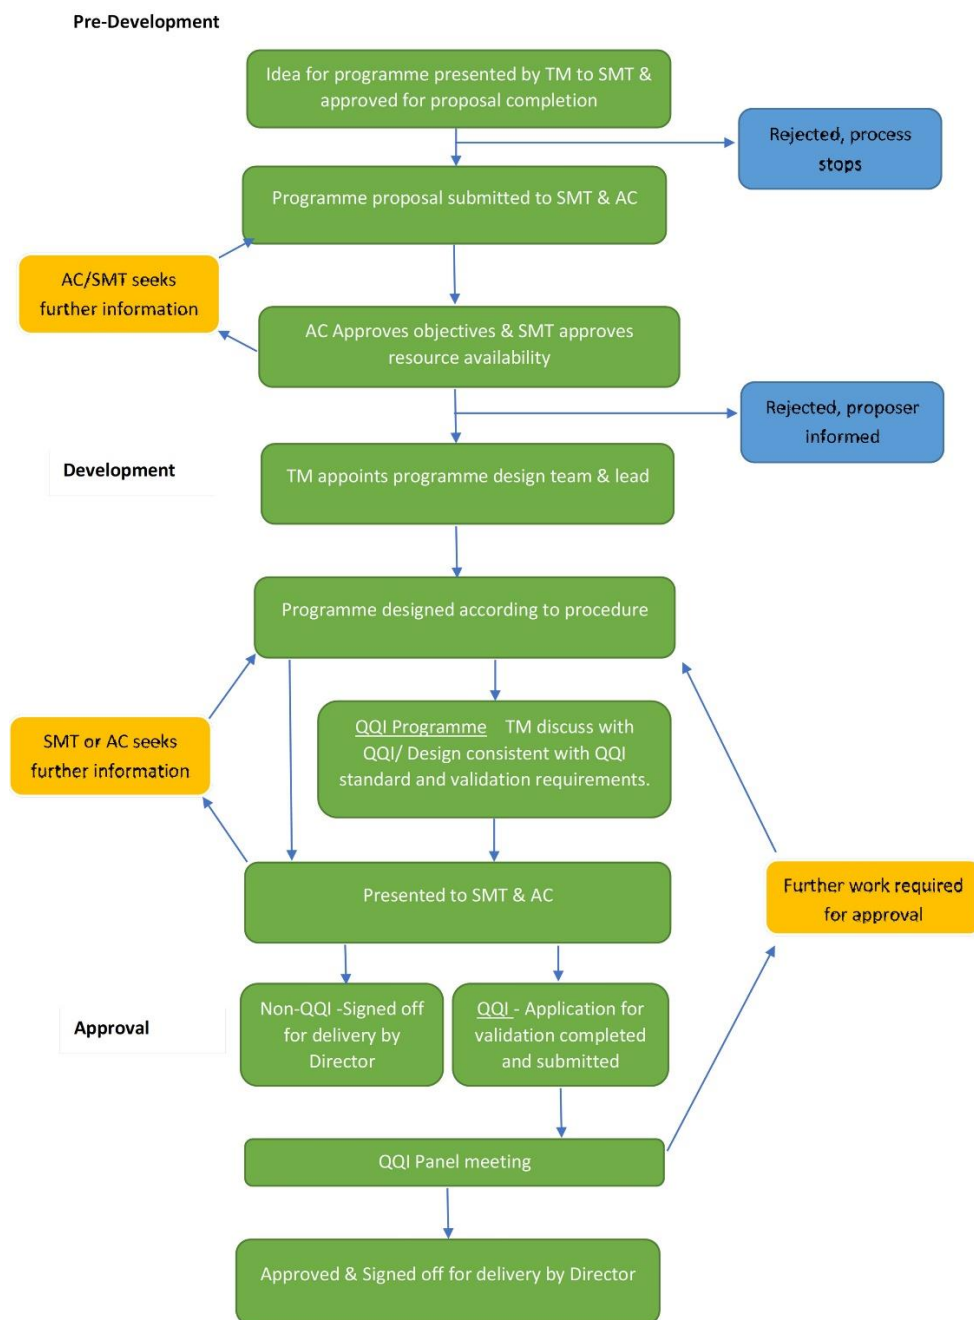 Pre-Development
Idea for programme presented by TM to SMT &
approved for proposal completion
Rejected, process
stops
Programme proposal submitted to SMT & AC
AC/SMT seeks
further information
AC Approves objectives & SMT approves
resource availability
Rejected, proposer
informed
Development
TM appoints programme design team & lead
Programme designed according to procedure
QQI Programme TM discuss with
QQI/ Design consistent with QQI
standard and validation requirements.
SMT or AC seeks
further information
Presented to SMT & AC
Further work required
for approval
Approval
Non-QQI -Signed off
for delivery by
Director
QQI - Application for
validation completed
and submitted
QQI Panel meeting
Approved & Signed off for delivery by Director